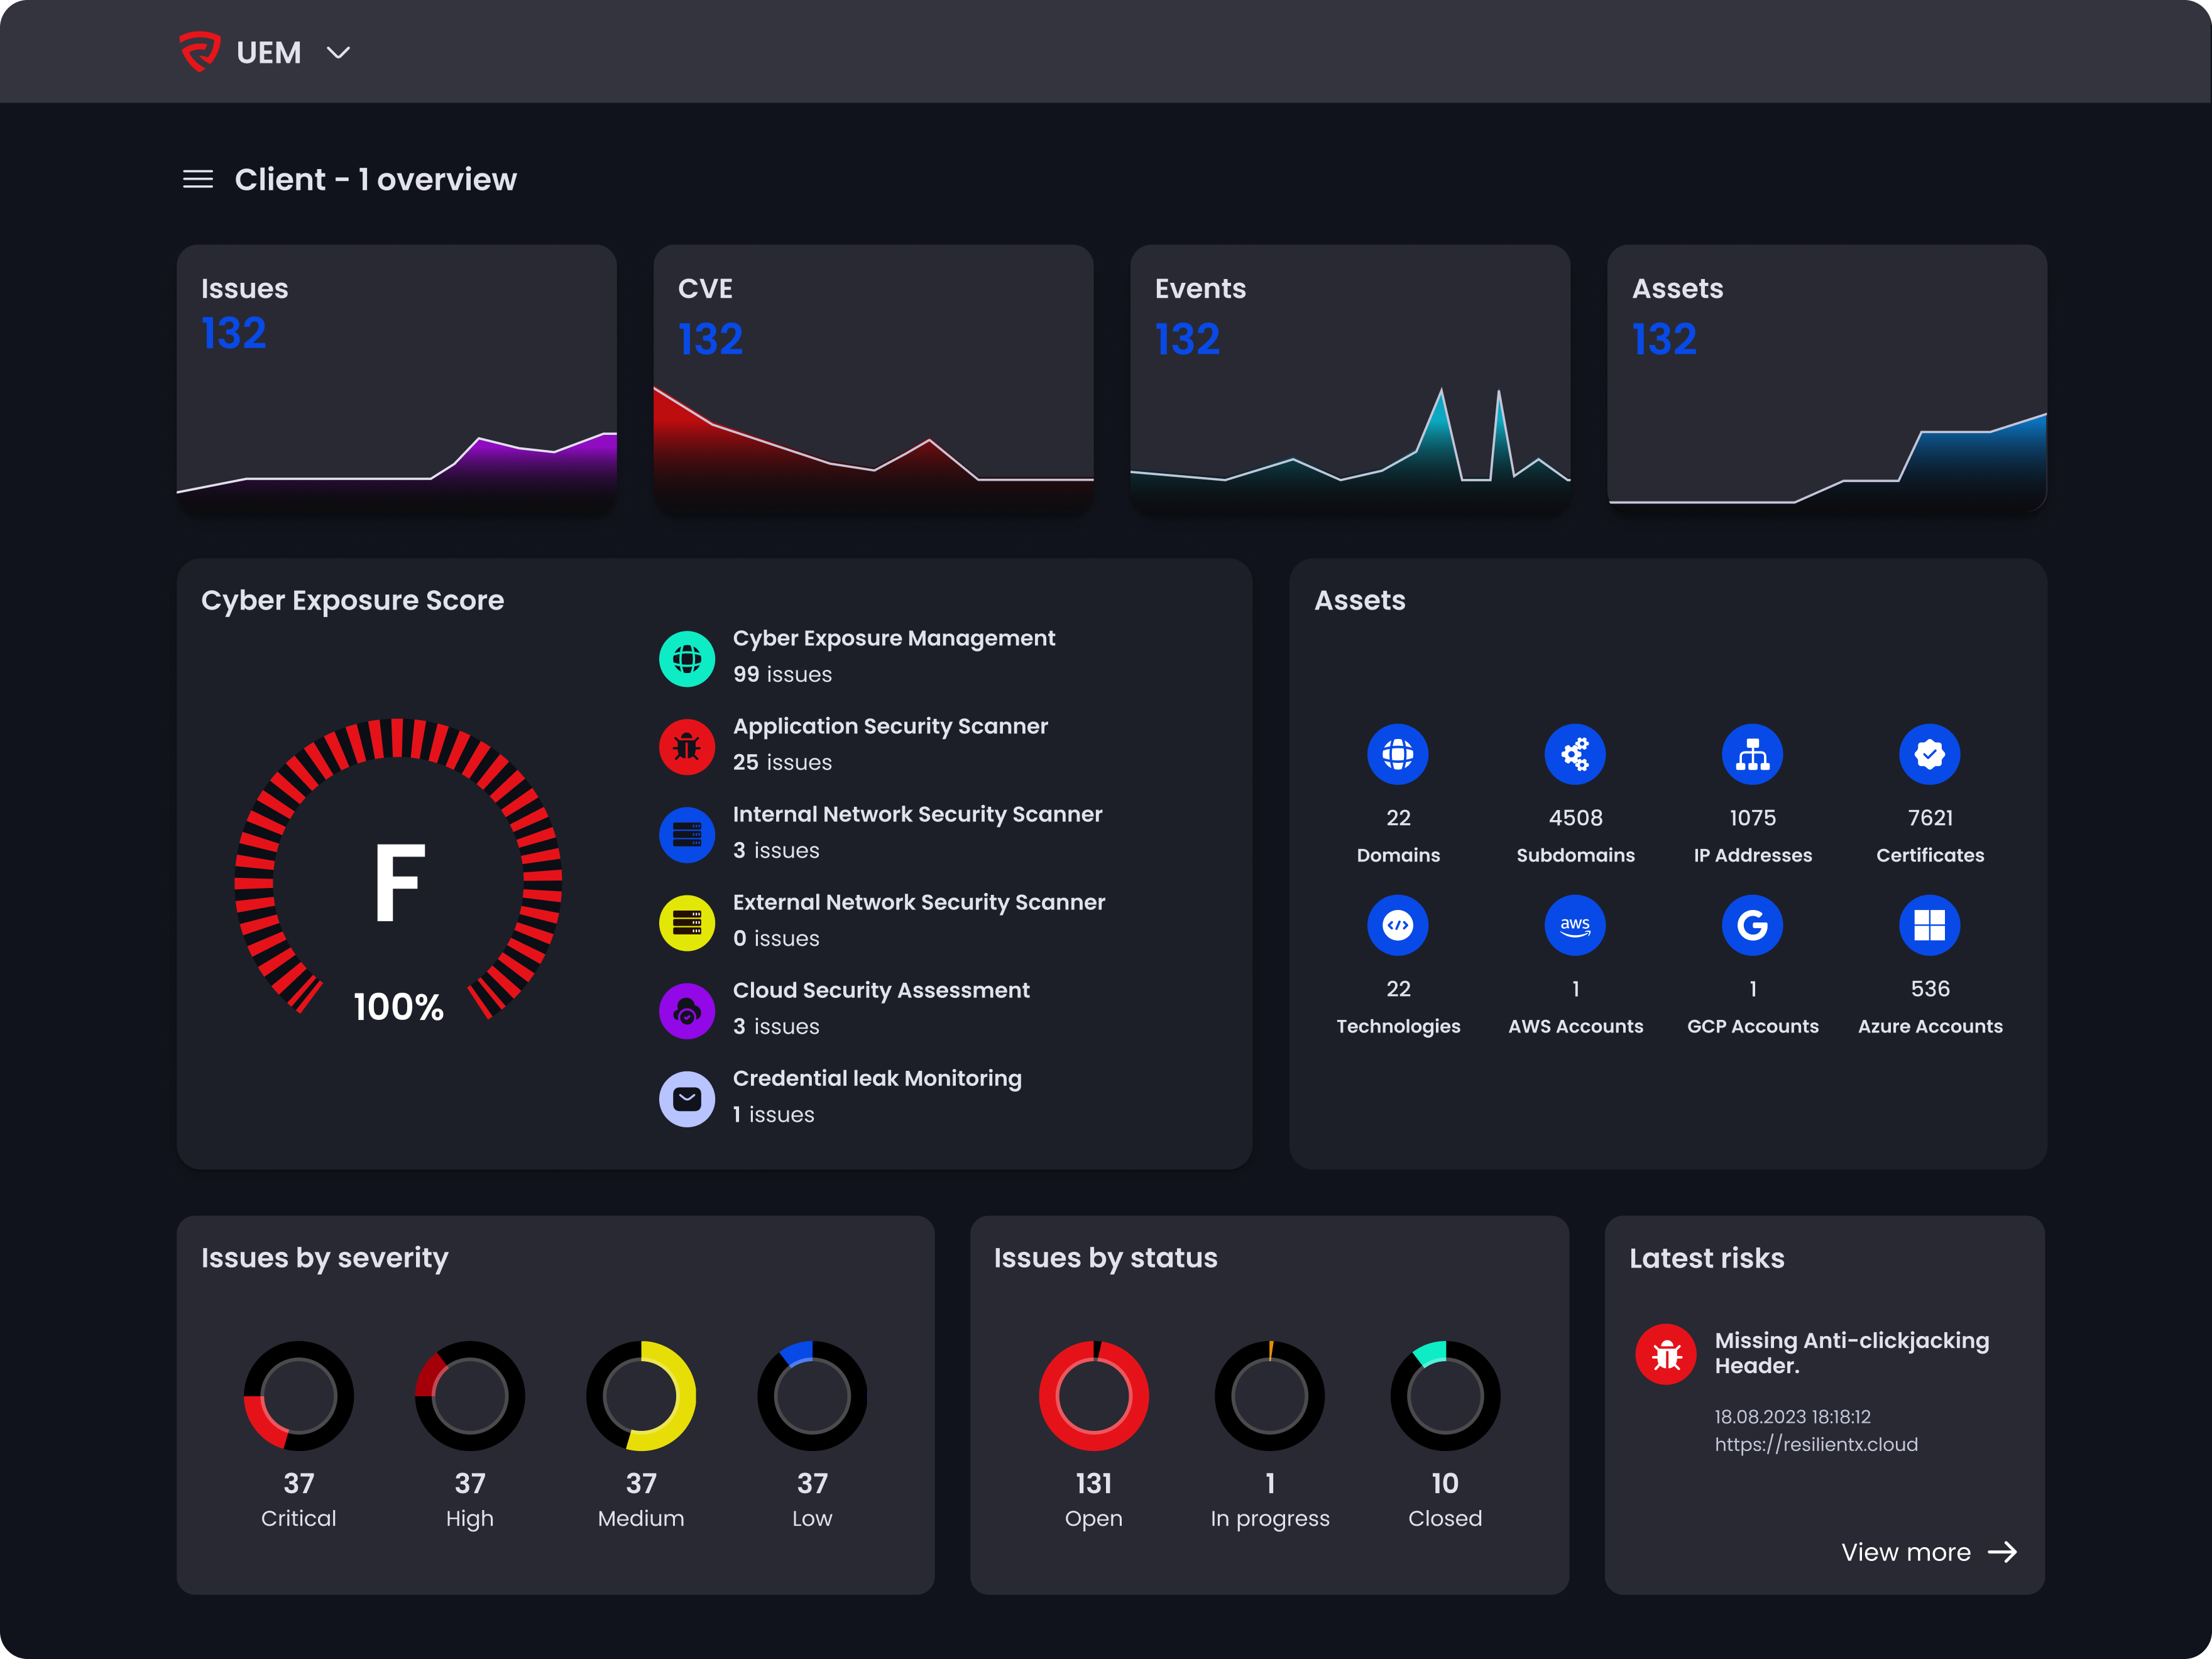 UEM
Client - 1 overview
Issues
132
CVE
132
Events
132
Assets
132
Cyber Exposure Score
F
100%
Cyber Exposure Management
99 issues
Application Security Scanner
25 issues
Internal Network Security Scanner
3 issues
External Network Security Scanner
0 issues
Cloud Security Assessment
3 issues
Credential leak Monitoring
1 issues
Assets
22
Domains
4508
Subdomains
1075
IP Addresses
7621
Certificates
22
Technologies
aws
1
AWS Accounts
G
1
GCP Accounts
536
Azure Accounts
Issues by severity
37
Critical
37
High
37
Medium
37
Low
Issues by status
131
Open
1
In progress
10
Closed
Latest risks
Missing Anti-clickjacking
Header.
18.08.2023 18:18:12
https://resilientx.cloud
View more